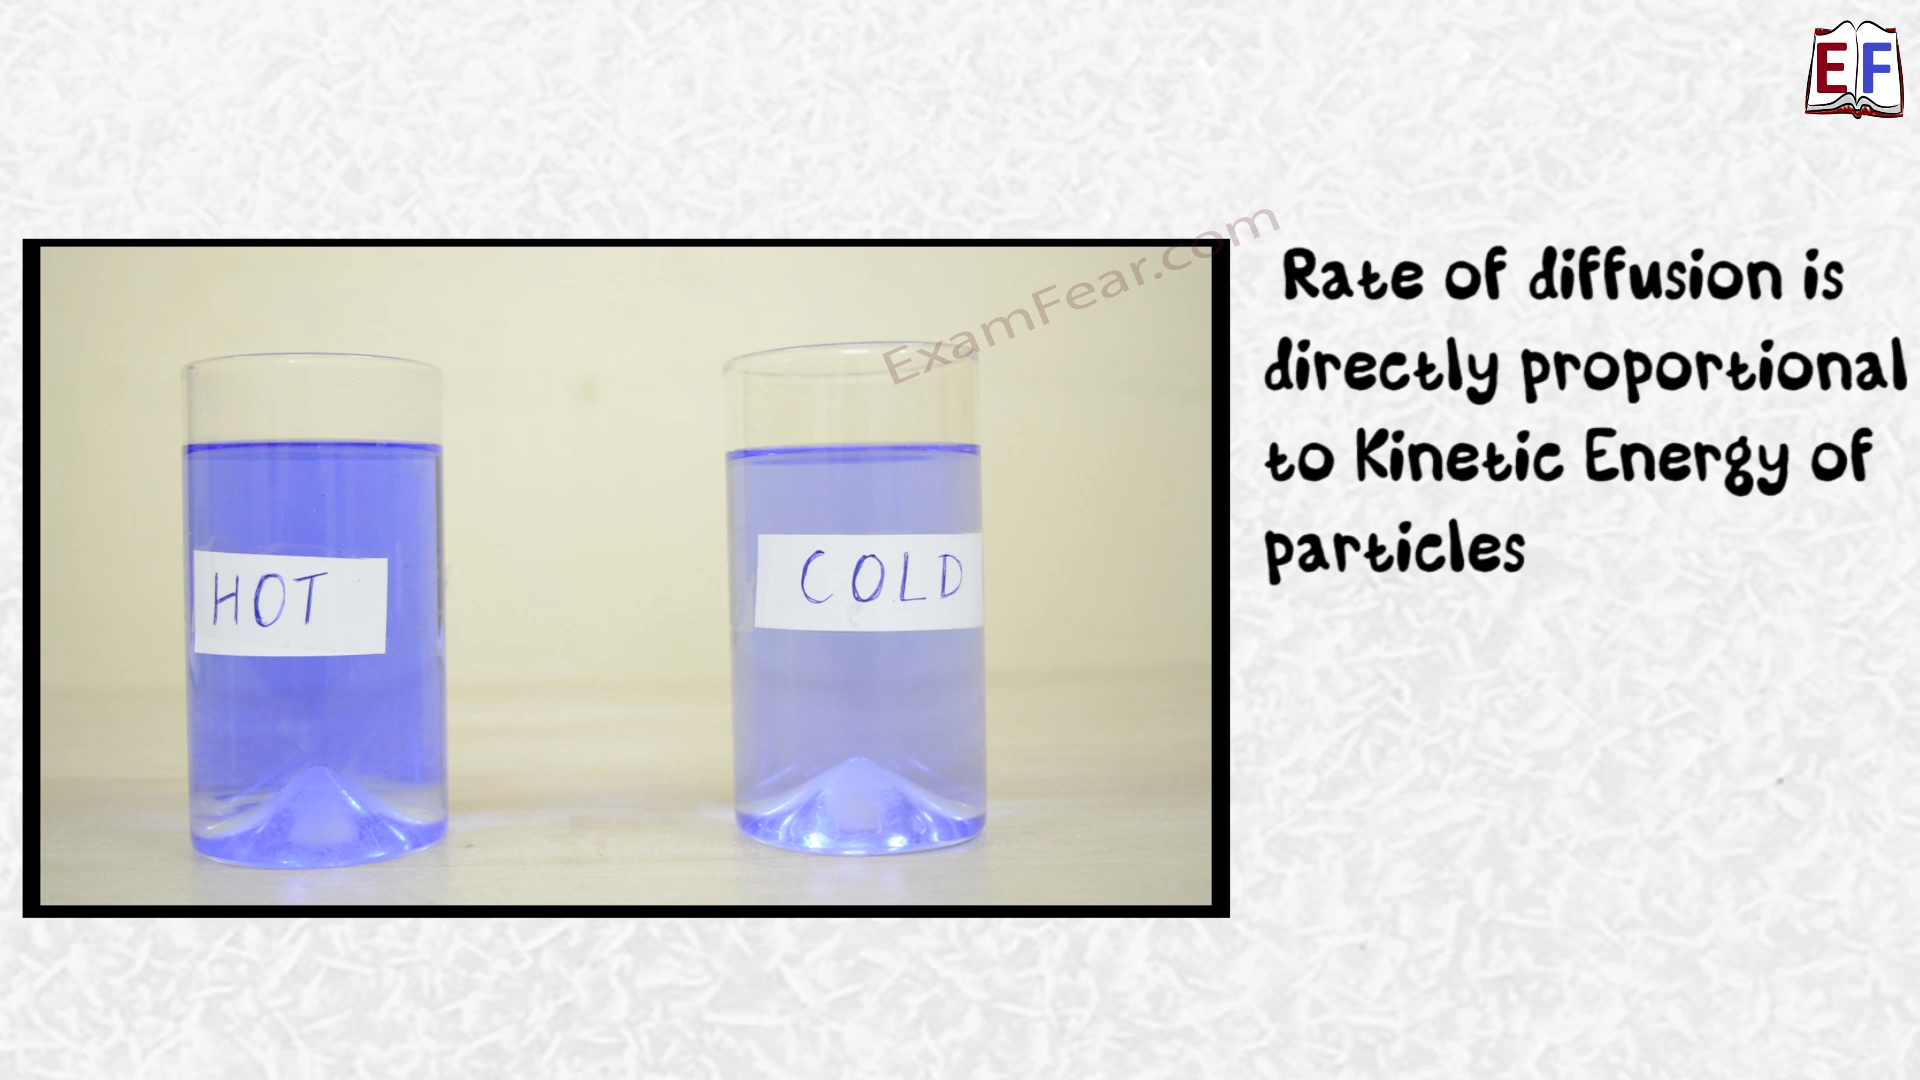 EF
ExamFear.com
Rate of diffusion is
directly proportional
to Kinetic Energy of
particles
HOT
COLD